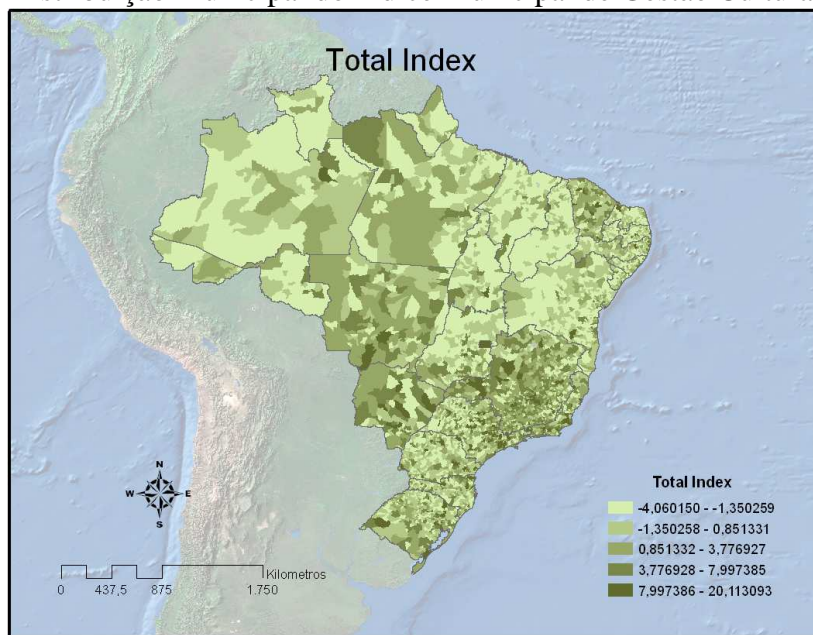 Total Index
N
W E
S
Kilometros
0 437,5 875 1.750
Total Index
-4,060150 - -1,350259
-1,350258 - 0,851331
0,851332 - 3,776927
3,776928 - 7,997385
7,997386 - 20,113093